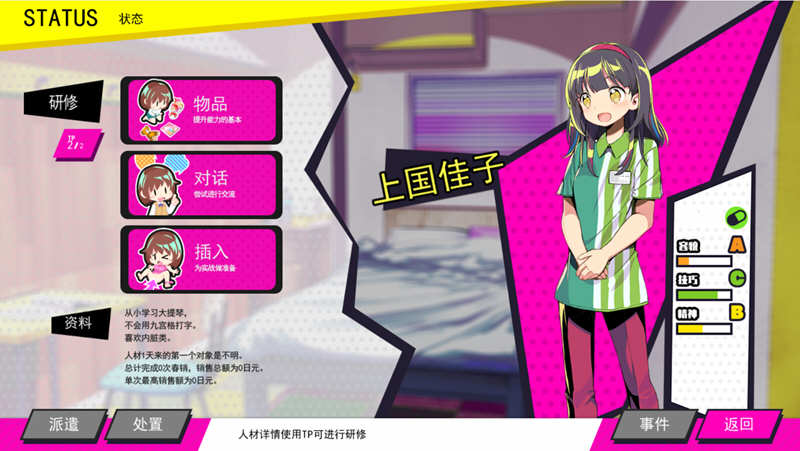 STATUS 状态
研修
TP
2/2
物品
提升能力的基本
对话
尝试进行交流
插入
为实战做准备
上国佳子
容貌 A
技巧 C
精神 B
资料
从小学习大提琴，
不会用九宫格打字。
喜欢内脏类。
人材1天来的第一个对象是不明。
总计完成0次春销，销售总额为0日元。
单次最高销售额为0日元。
派遣
处置
人材详情使用TP可进行研修
事件
返回